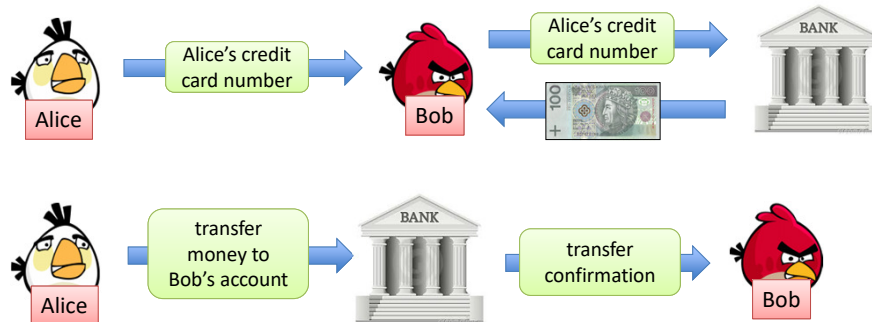 Alice's credit
card number
Alice's credit
card number
BANK
Alice
Bob
+ 100
transfer
money to
Bob's account
BANK
transfer
confirmation
Alice
Bob